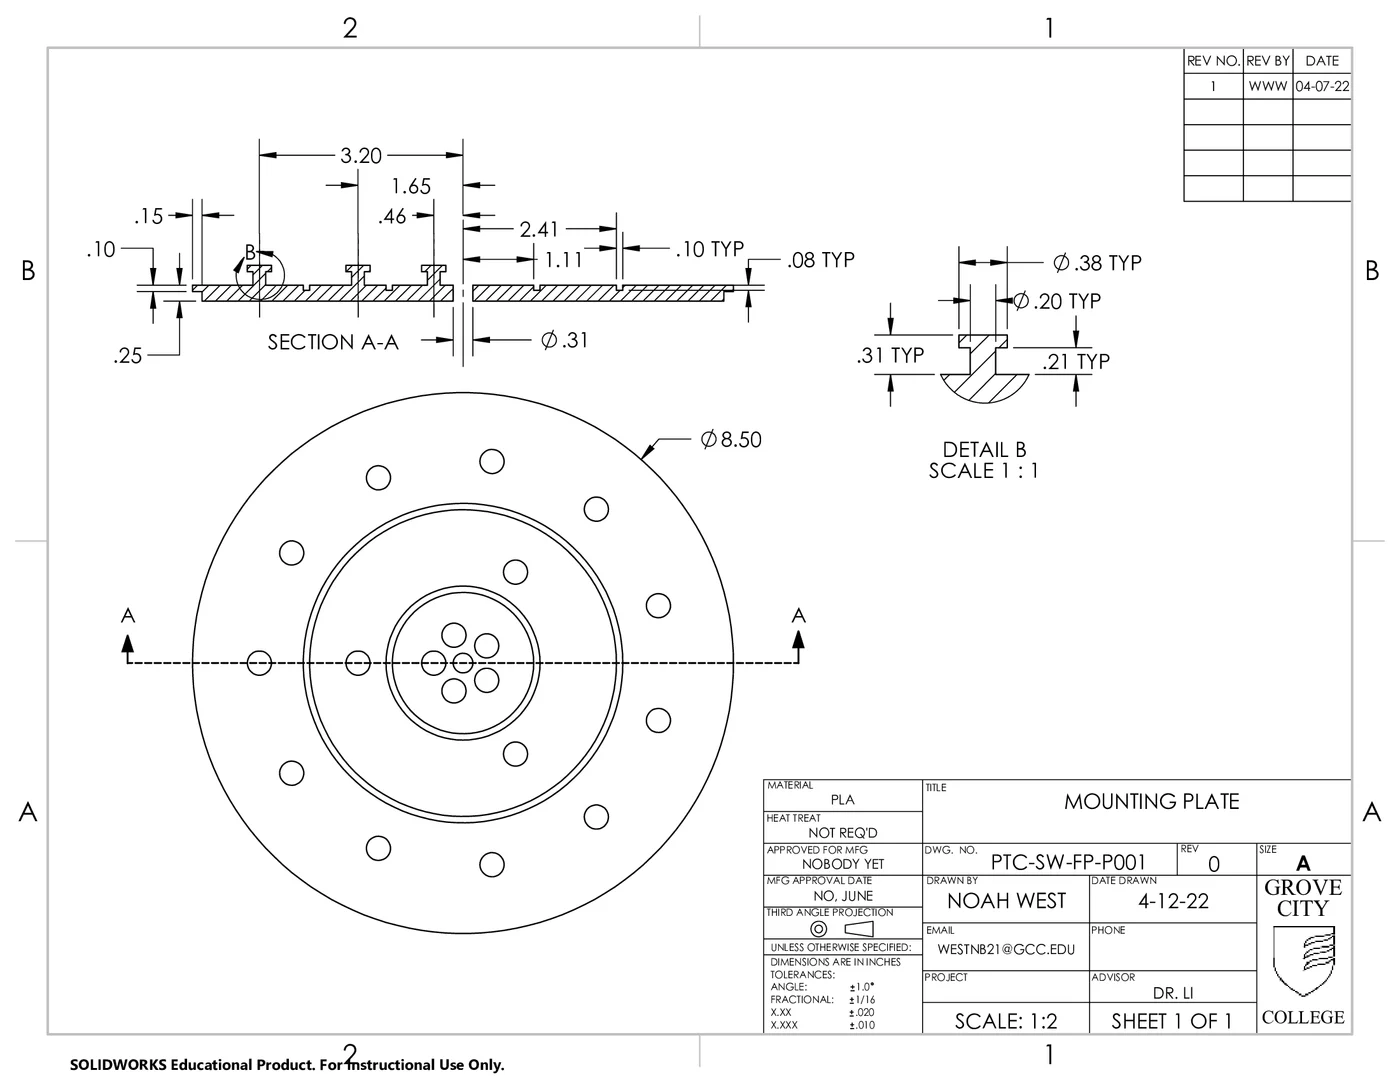 2
1
REV NO. REV BY DATE
1 WWW 04-07-22
3.20
1.65
.15
.46
2.41
.10
B
1.11
.10 TYP
.08 TYP
B
B
Ø.38 TYP
Ø.20 TYP
SECTION A-A
Ø.31
.25
.31 TYP
.21 TYP
Ø8.50
DETAIL B
SCALE 1 : 1
A
A
A
A
MATERIAL
PLA
TITLE
MOUNTING PLATE
HEAT TREAT
NOT REQ'D
APPROVED FOR MFG
NOBODY YET
DWG. NO.
PTC-SW-FP-P001
REV
0
SIZE
A
MFG APPROVAL DATE
NO, JUNE
DRAWN BY
NOAH WEST
DATE DRAWN
4-12-22
GROVE
CITY
THIRD ANGLE PROJECTION
EMAIL
WESTNB21@GCC.EDU
PHONE
UNLESS OTHERWISE SPECIFIED:
DIMENSIONS ARE IN INCHES
TOLERANCES:
ANGLE: ±1.0°
FRACTIONAL: ±1/16
X.XX ±.020
X.XXX ±.010
PROJECT
ADVISOR
DR. LI
SCALE: 1:2
SHEET 1 OF 1
COLLEGE
2
1
SOLIDWORKS Educational Product. For Instructional Use Only.